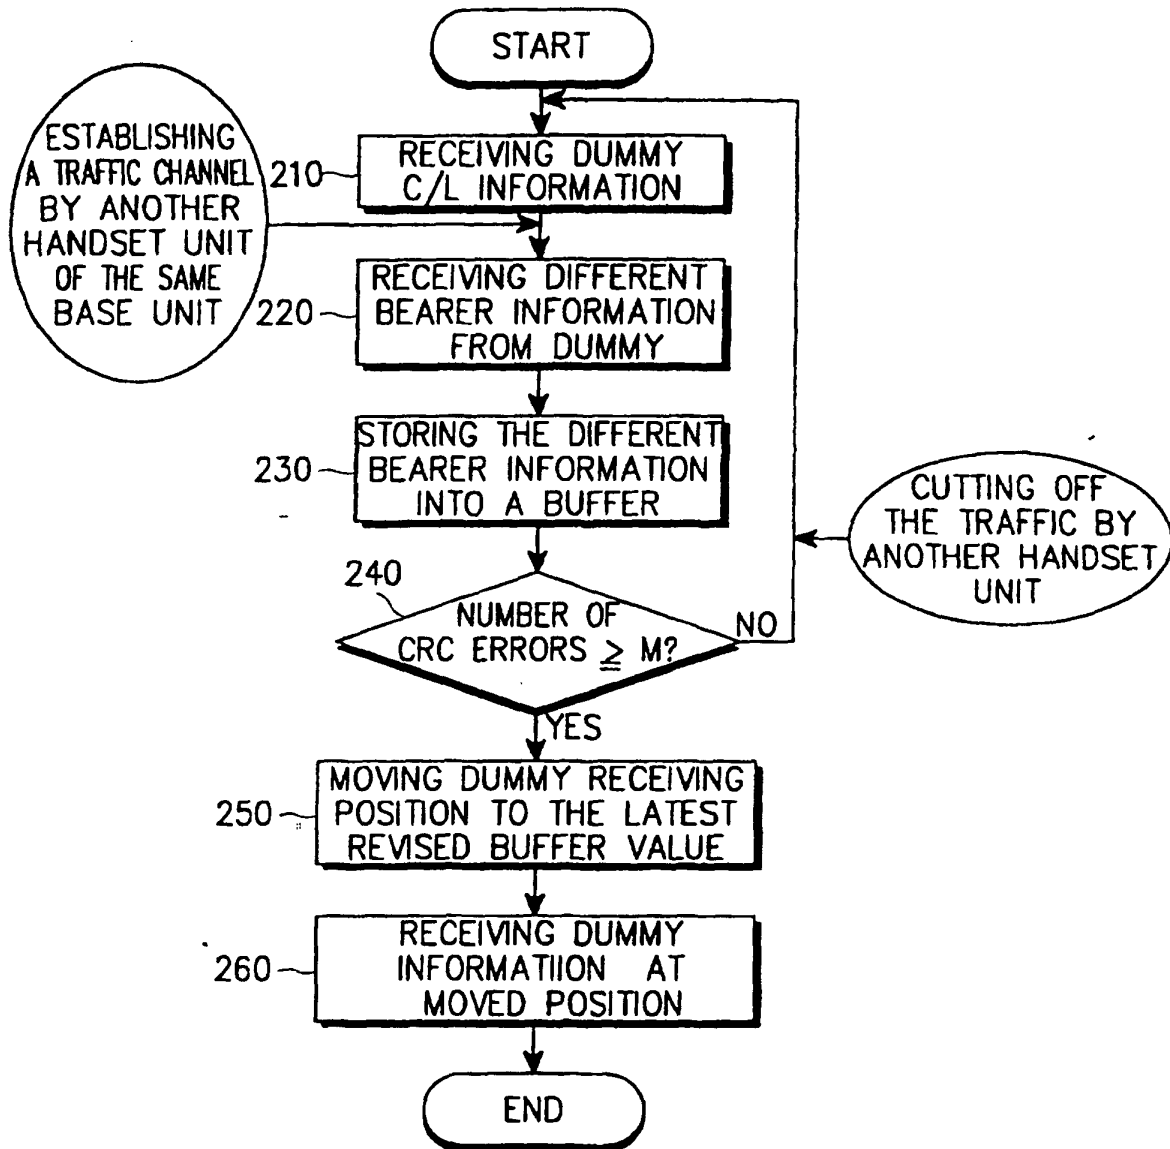 START
ESTABLISHING
A TRAFFIC CHANNEL
BY ANOTHER
HANDSET UNIT
OF THE SAME
BASE UNIT
210
RECEIVING DUMMY
C/L INFORMATION
220
RECEIVING DIFFERENT
BEARER INFORMATION
FROM DUMMY
230
STORING THE DIFFERENT
BEARER INFORMATION
INTO A BUFFER
CUTTING OFF
THE TRAFFIC BY
ANOTHER HANDSET
UNIT
240
NUMBER OF
CRC ERRORS ≧ M?
NO
YES
250
MOVING DUMMY RECEIVING
POSITION TO THE LATEST
REVISED BUFFER VALUE
260
RECEIVING DUMMY
INFORMATIION AT
MOVED POSITION
END